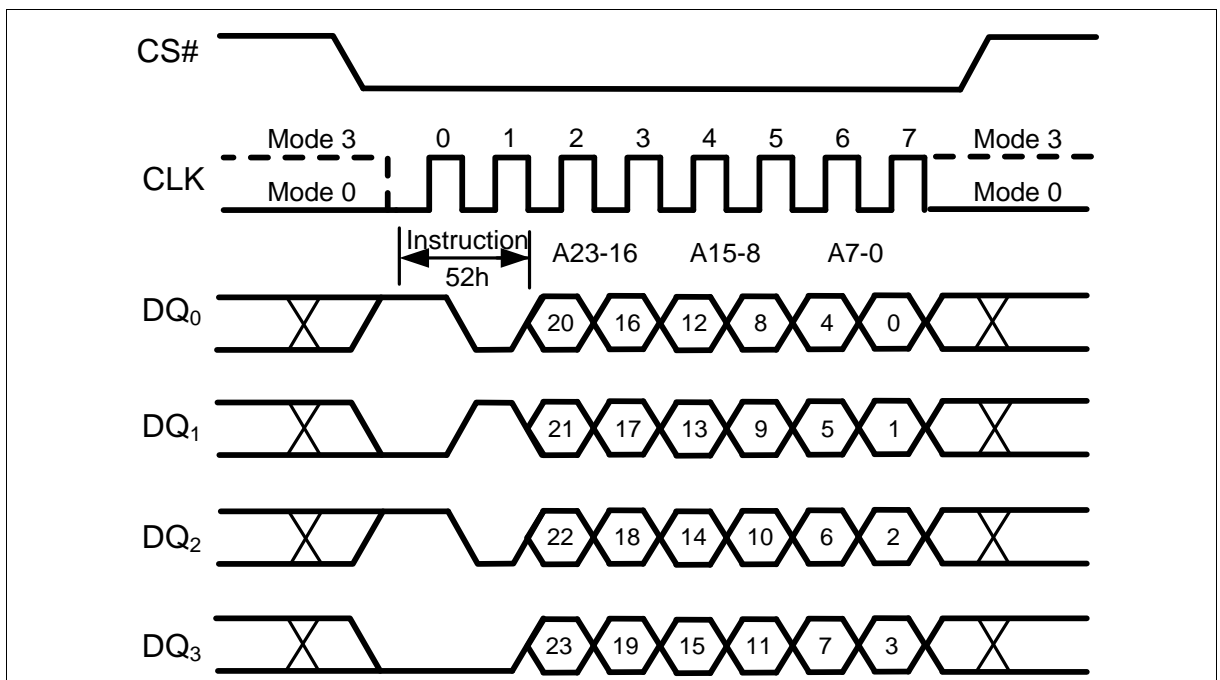 CS#
Mode 3 0 1 2 3 4 5 6 7 Mode 3
CLK
Mode 0 Mode 0
Instruction A23-16 A15-8 A7-0
52h
DQ0 20 16 12 8 4 0
DQ1 21 17 13 9 5 1
DQ2 22 18 14 10 6 2
DQ3 23 19 15 11 7 3